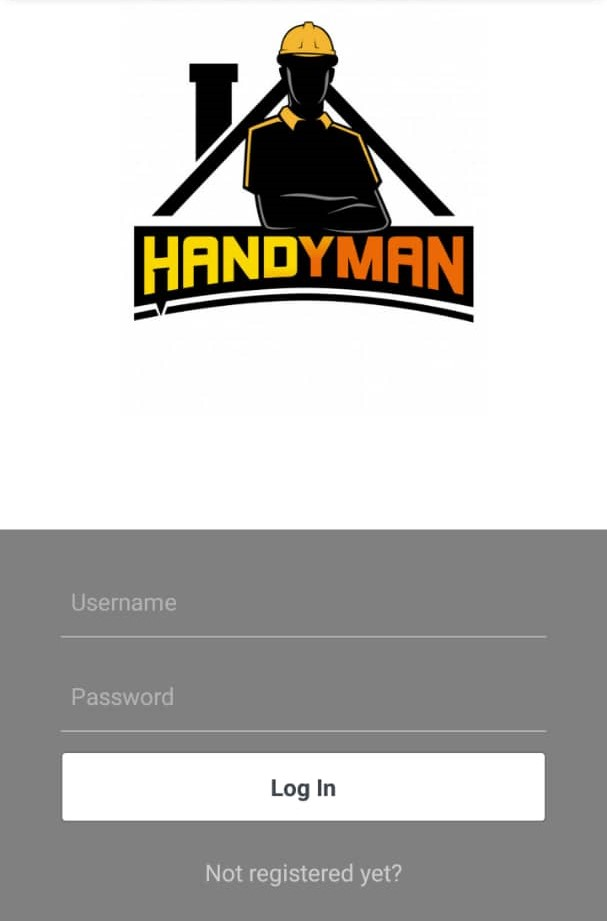 HANDYMAN
Username
Password
Log In
Not registered yet?